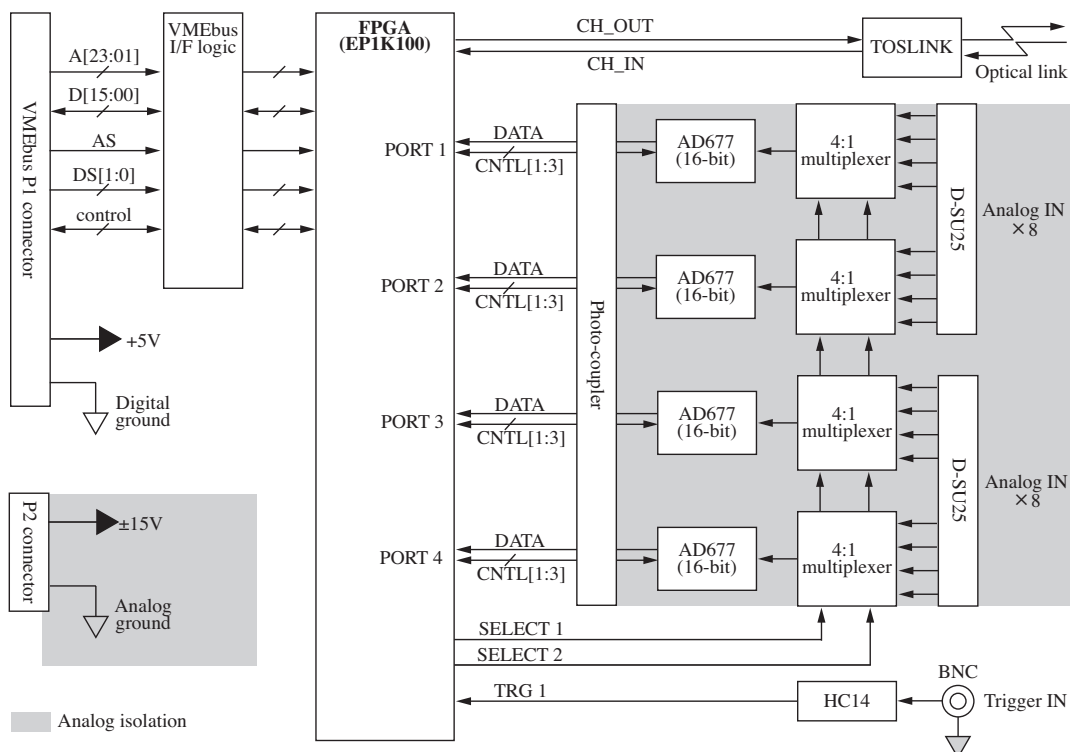 VMEbus P1 connector
A[23:01]
D[15:00]
AS
DS[1:0]
control
+5V
Digital
ground
VMEbus
I/F logic
P2 connector
±15V
Analog
ground
Analog isolation
FPGA
(EP1K100)
CH_OUT
CH_IN
TOSLINK
Optical link
PORT 1
DATA
CNTL[1:3]
AD677
(16-bit)
4:1
multiplexer
PORT 2
DATA
CNTL[1:3]
AD677
(16-bit)
4:1
multiplexer
D-SU25
Analog IN
×8
Photo-coupler
PORT 3
DATA
CNTL[1:3]
AD677
(16-bit)
4:1
multiplexer
PORT 4
DATA
CNTL[1:3]
AD677
(16-bit)
4:1
multiplexer
D-SU25
Analog IN
×8
SELECT 1
SELECT 2
TRG 1
HC14
BNC
Trigger IN